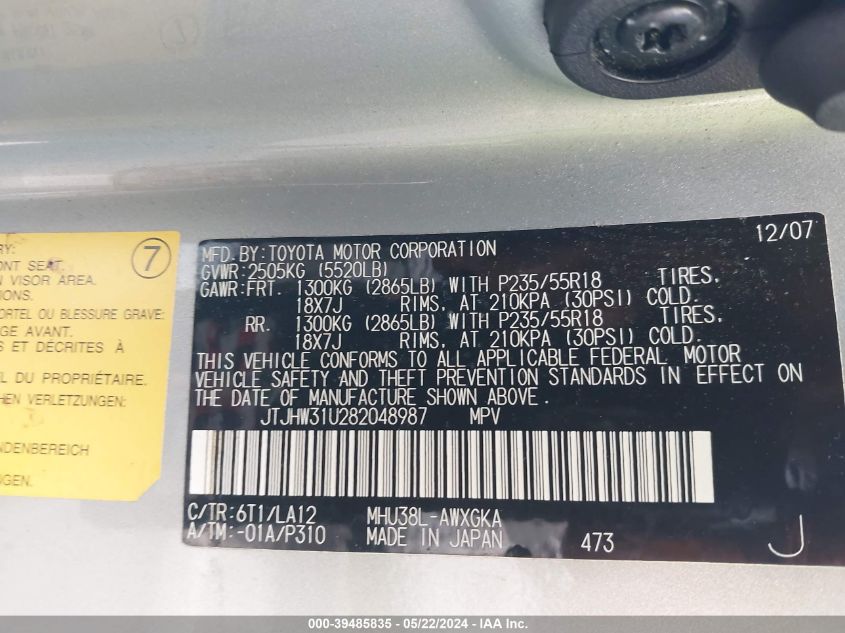 12/07
MFD. BY: TOYOTA MOTOR CORPORATION
GVWR: 2505KG (5520LB)
GAWR: FRT. 1300KG (2865LB) WITH P235/55R18 TIRES,
18X7J RIMS, AT 210KPA (30PSI) COLD.
RR. 1300KG (2865LB) WITH P235/55R18 TIRES,
18X7J RIMS, AT 210KPA (30PSI) COLD.
THIS VEHICLE CONFORMS TO ALL APPLICABLE FEDERAL MOTOR
VEHICLE SAFETY AND THEFT PREVENTION STANDARDS IN EFFECT ON
THE DATE OF MANUFACTURE SHOWN ABOVE.
JTJHW31U282048987 MPV
C/TR: 6T1/LA12 MHU38L-AWXGKA
A/TM: -01A/P310 MADE IN JAPAN 473 J
7
RY:
ONT SEAT.
N VISOR AREA.
TIONS.
ORTEL OU BLESSURE GRAVE:
GE AVANT.
S ET DÉCRITES À
EL DU PROPRIÉTAIRE.
HEN VERLETZUNGEN:
NDENBEREICH
UNGEN.
000-39485835 - 05/22/2024 - IAA Inc.